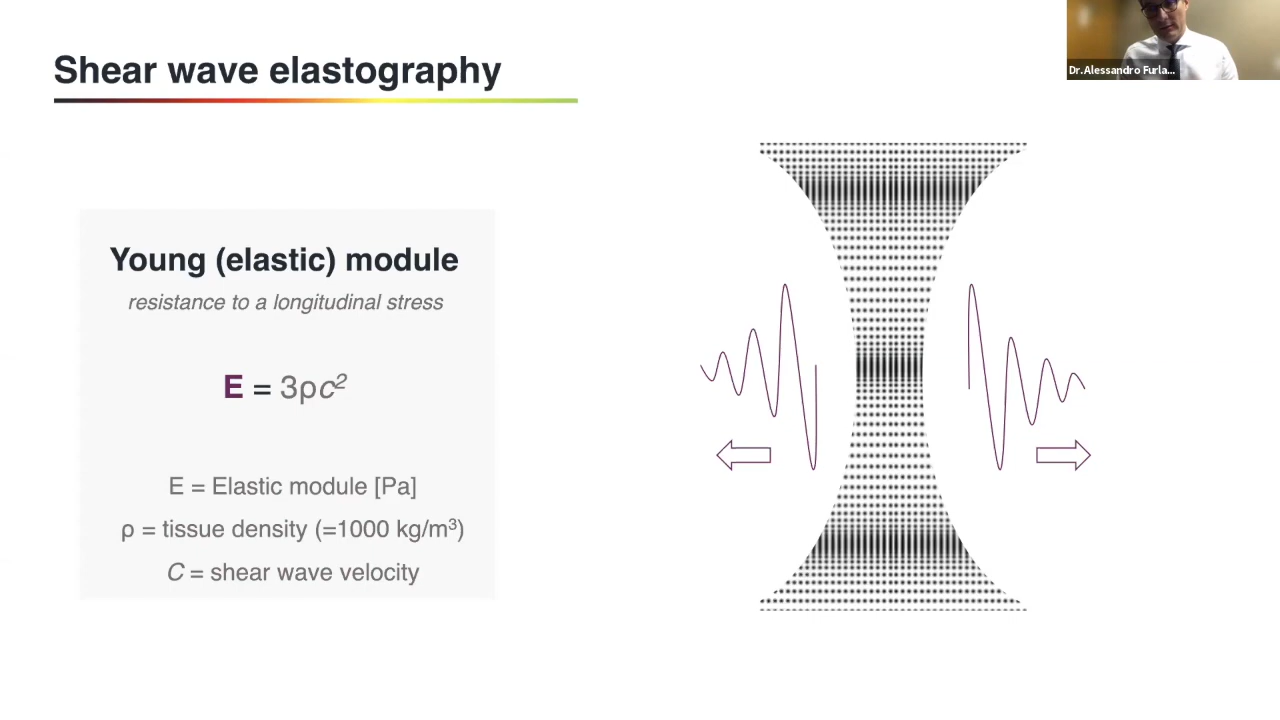 Shear wave elastography
Dr.Alessandro Furla...
Young (elastic) module
resistance to a longitudinal stress
E = 3ρc²
E = Elastic module [Pa]
ρ = tissue density (=1000 kg/m³)
C = shear wave velocity